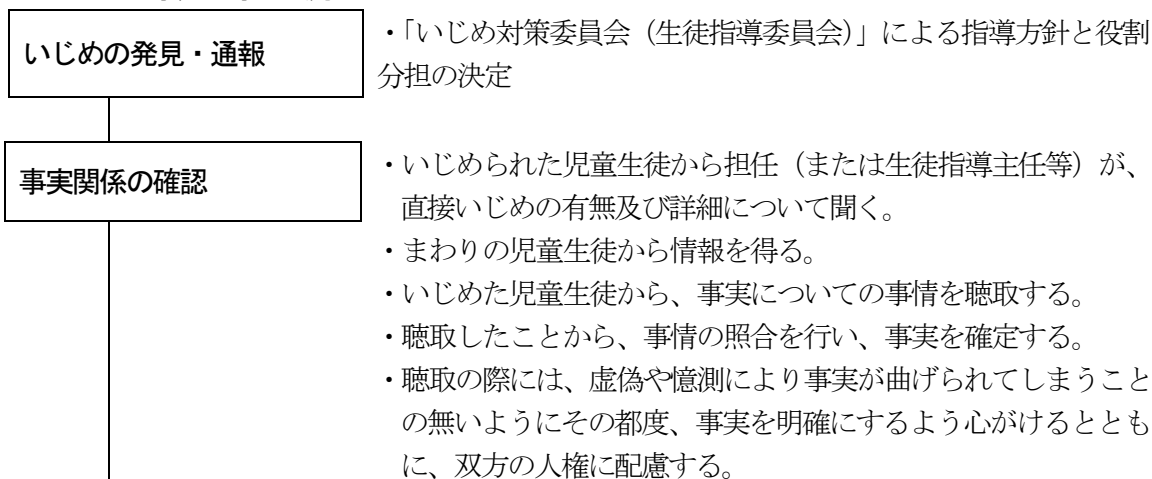 いじめの発見・通報
・「いじめ対策委員会（生徒指導委員会）」による指導方針と役割
分担の決定
事実関係の確認
・いじめられた児童生徒から担任（または生徒指導主任等）が、
直接いじめの有無及び詳細について聞く。
・まわりの児童生徒から情報を得る。
・いじめた児童生徒から、事実についての事情を聴取する。
・聴取したことから、事情の照合を行い、事実を確定する。
・聴取の際には、虚偽や憶測により事実が曲げられてしまうこと
の無いようにその都度、事実を明確にするよう心がけるととも
に、双方の人権に配慮する。